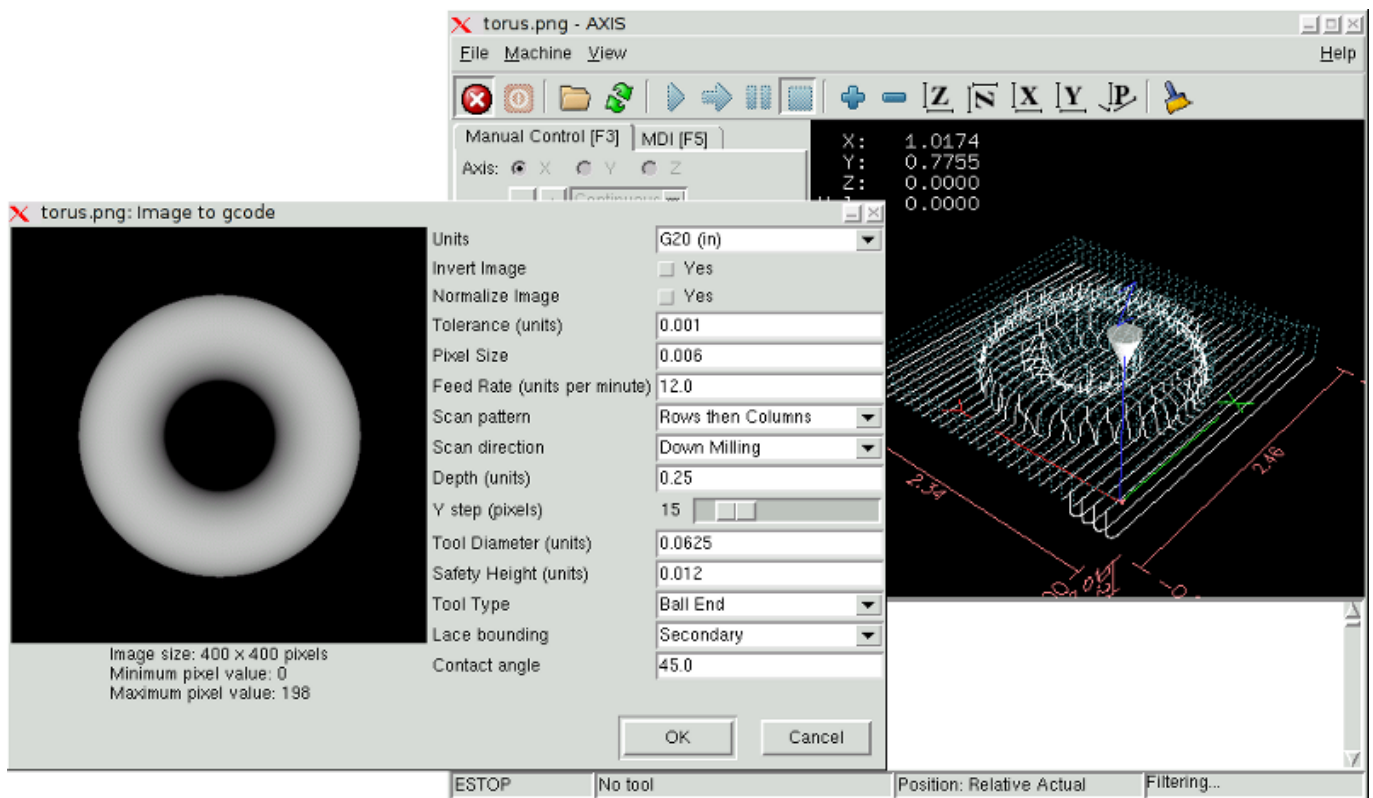 torus.png - AXIS
File Machine View
Help
Z N X Y P
Manual Control [F3] MDI [F5]
Axis: X Y Z
Continuous
X: 1.0174
Y: 0.7755
Z: 0.0000
0.0000
torus.png: Image to gcode
Units G20 (in)
Invert Image Yes
Normalize Image Yes
Tolerance (units) 0.001
Pixel Size 0.006
Feed Rate (units per minute) 12.0
Scan pattern Rows then Columns
Scan direction Down Milling
Depth (units) 0.25
Y step (pixels) 15
Tool Diameter (units) 0.0625
Safety Height (units) 0.012
Tool Type Ball End
Lace bounding Secondary
Contact angle 45.0
Image size: 400 x 400 pixels
Minimum pixel value: 0
Maximum pixel value: 198
OK Cancel
X
2.34
2.46
ESTOP
No tool
Position: Relative Actual
Filtering...